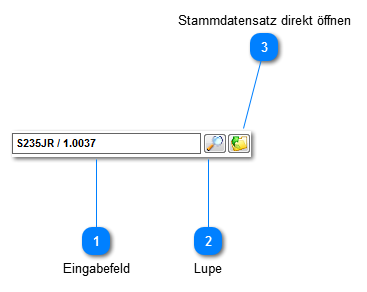 Stammdatensatz direkt öffnen
3
S235JR / 1.0037
1
2
Eingabefeld
Lupe